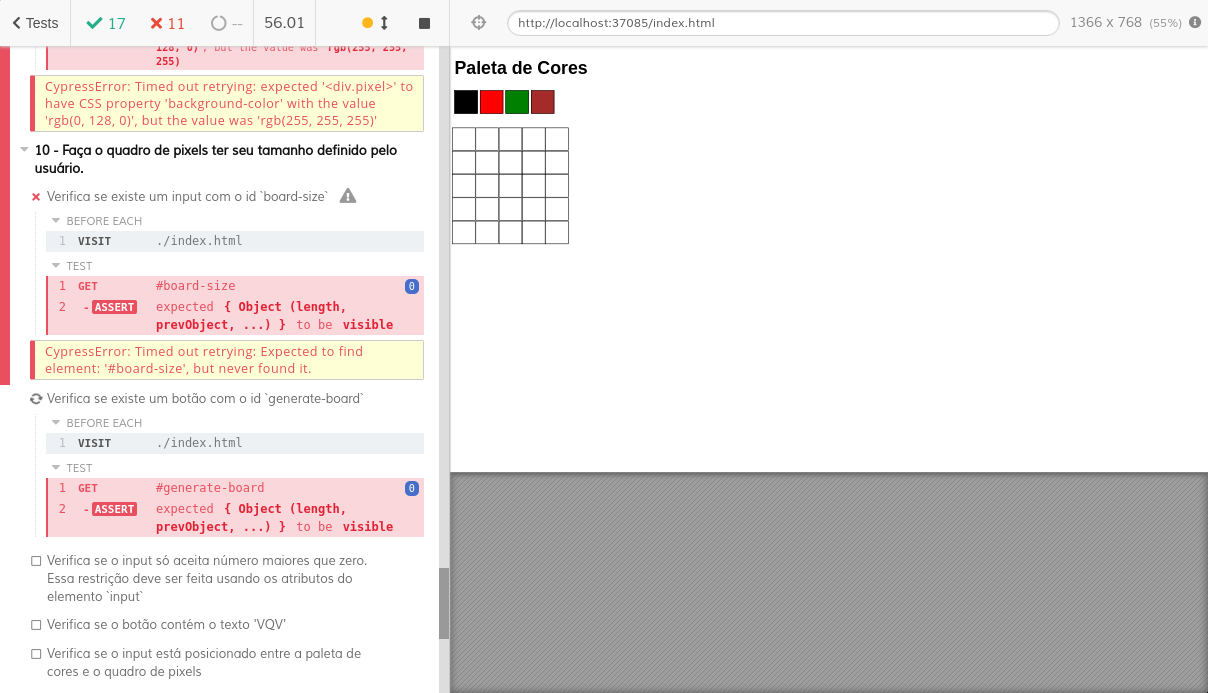 Tests
17
11
--
56.01
http://localhost:37085/index.html
1366 x 768 (55%)
128, 0)', but the value was 'rgb(255, 255,
255)
CypressError: Timed out retrying: expected '<div.pixel>' to
have CSS property 'background-color' with the value
'rgb(0, 128, 0)', but the value was 'rgb(255, 255, 255)'
10 - Faça o quadro de pixels ter seu tamanho definido pelo
usuário.
Verifica se existe um input com o id `board-size`
BEFORE EACH
1 VISIT ./index.html
TEST
1 GET #board-size 0
2 - ASSERT expected { Object (length,
prevObject, ...) } to be visible
CypressError: Timed out retrying: Expected to find
element: '#board-size', but never found it.
Verifica se existe um botão com o id `generate-board`
BEFORE EACH
1 VISIT ./index.html
TEST
1 GET #generate-board 0
2 - ASSERT expected { Object (length,
prevObject, ...) } to be visible
Verifica se o input só aceita número maiores que zero.
Essa restrição deve ser feita usando os atributos do
elemento `input`
Verifica se o botão contém o texto 'VQV'
Verifica se o input está posicionado entre a paleta de
cores e o quadro de pixels
Paleta de Cores